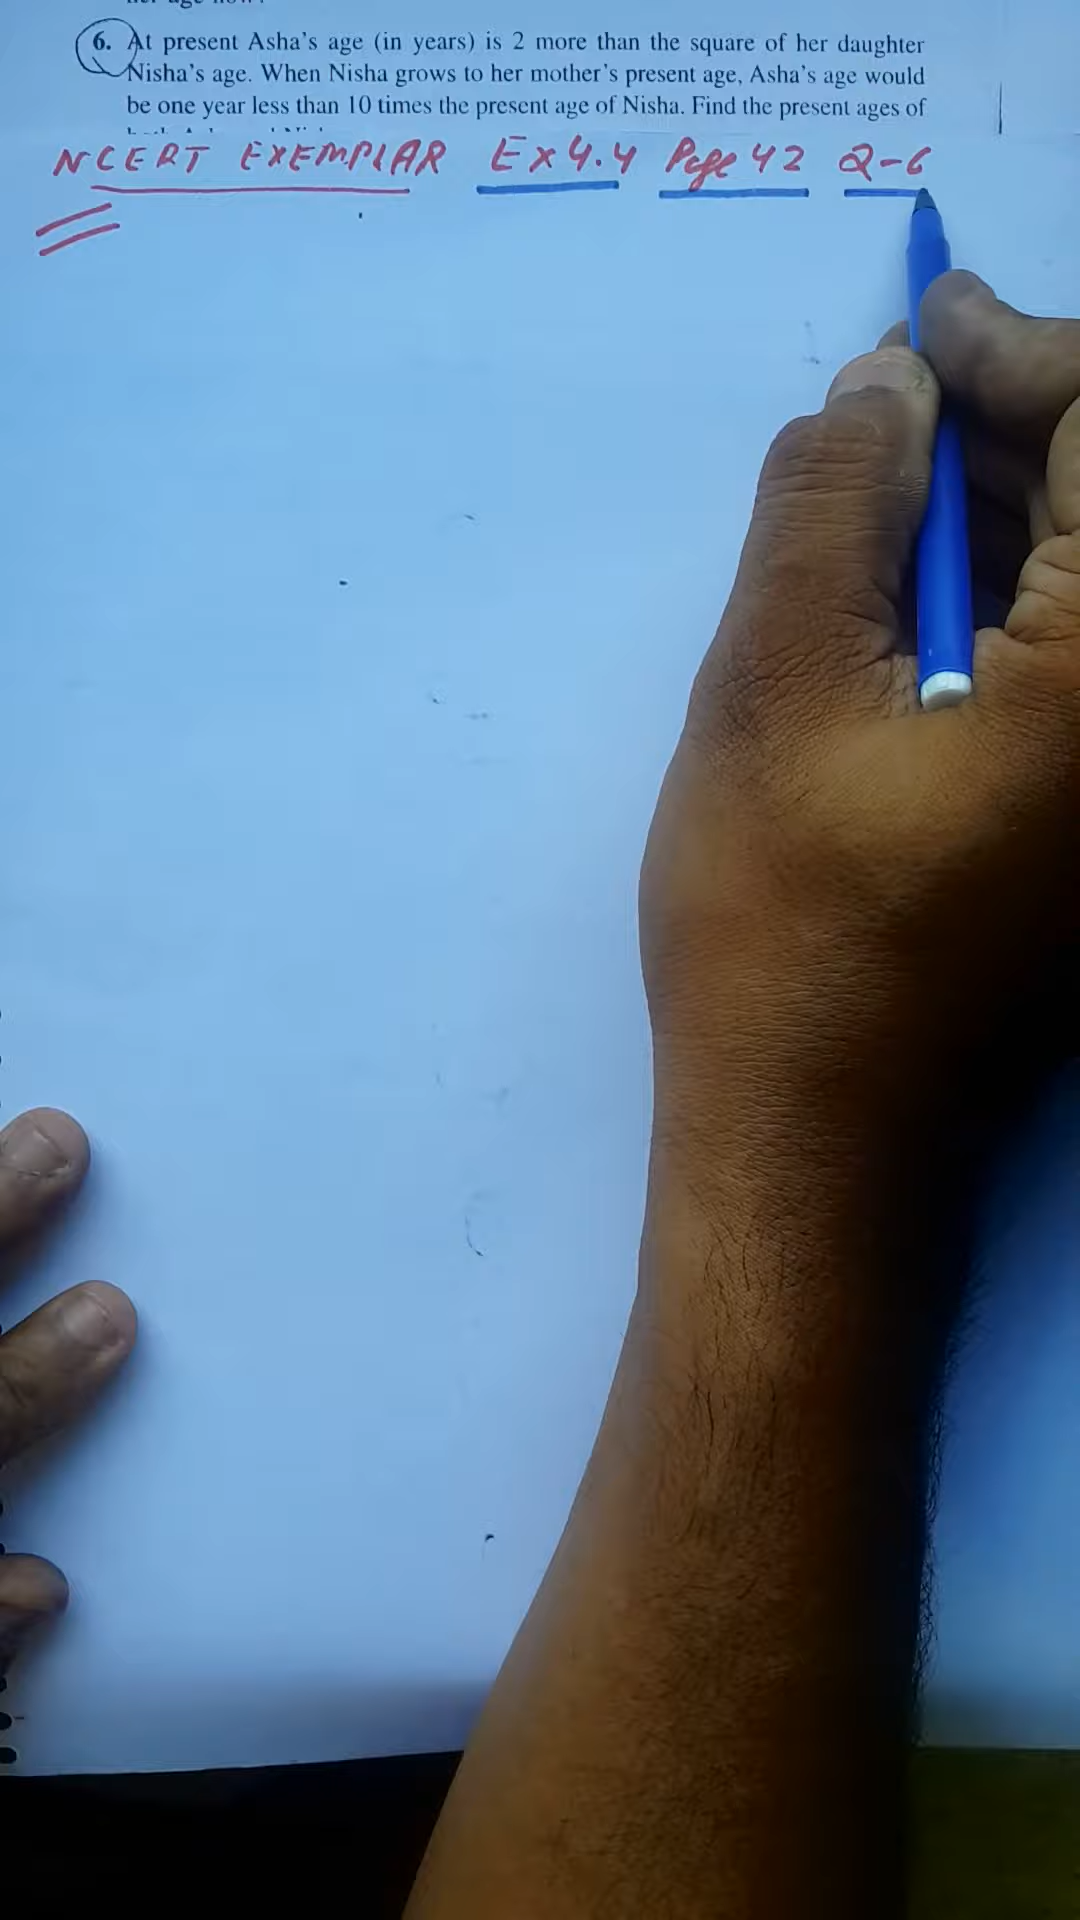 6. At present Asha's age (in years) is 2 more than the square of her daughter
Nisha's age. When Nisha grows to her mother's present age, Asha's age would
be one year less than 10 times the present age of Nisha. Find the present ages of
NCERT EXEMPLAR Ex 4.4 Page 42 Q-6